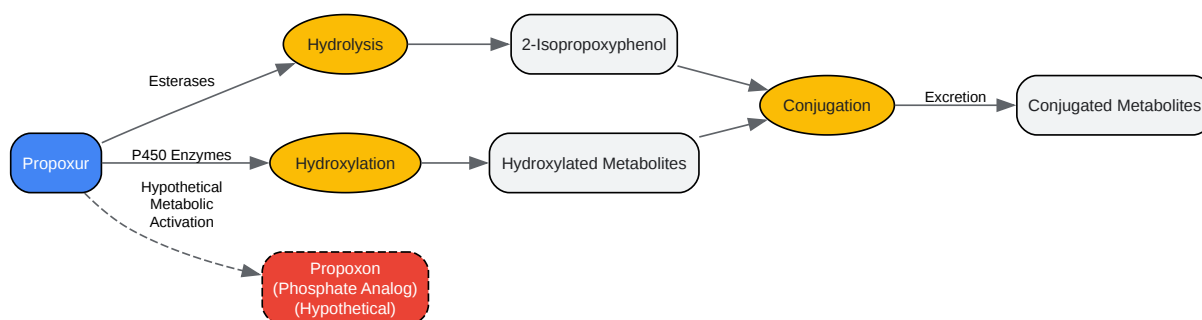 Hydrolysis
2-Isopropoxyphenol
Esterases
Conjugation
Excretion
Conjugated Metabolites
Propoxur
P450 Enzymes
Hydroxylation
Hydroxylated Metabolites
Hypothetical
Metabolic
Activation
Propoxon
(Phosphate Analog)
(Hypothetical)